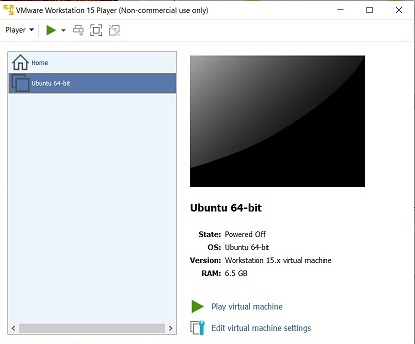 VMware Workstation 15 Player (Non-commercial use only)
Player
Home
Ubuntu 64-bit
Ubuntu 64-bit
State: Powered Off
OS: Ubuntu 64-bit
Version: Workstation 15.x virtual machine
RAM: 6.5 GB
Play virtual machine
Edit virtual machine settings